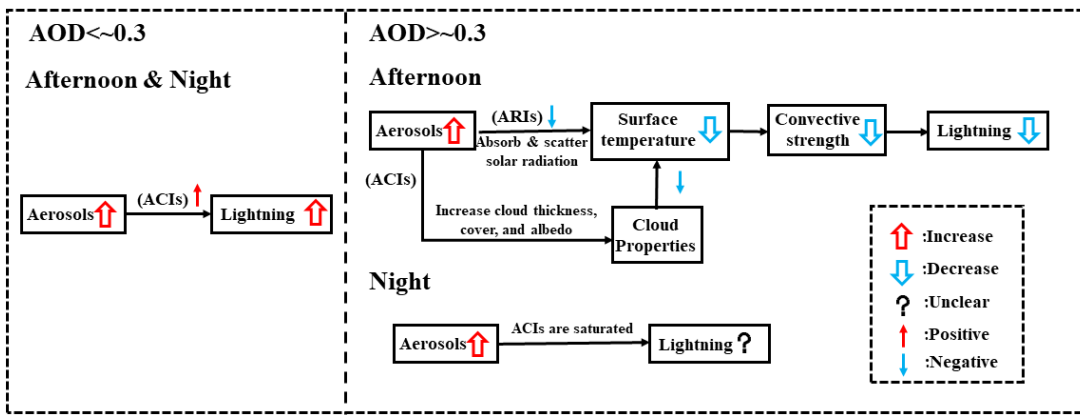 AOD<~0.3
Afternoon & Night
Aerosols
(ACIs)
Lightning
AOD>~0.3
Afternoon
Aerosols
(ARIs)
Absorb & scatter
solar radiation
Surface
temperature
Convective
strength
Lightning
(ACIs)
Increase cloud thickness,
cover, and albedo
Cloud
Properties
Night
Aerosols
ACIs are saturated
Lightning ?
:Increase
:Decrease
? :Unclear
:Positive
:Negative